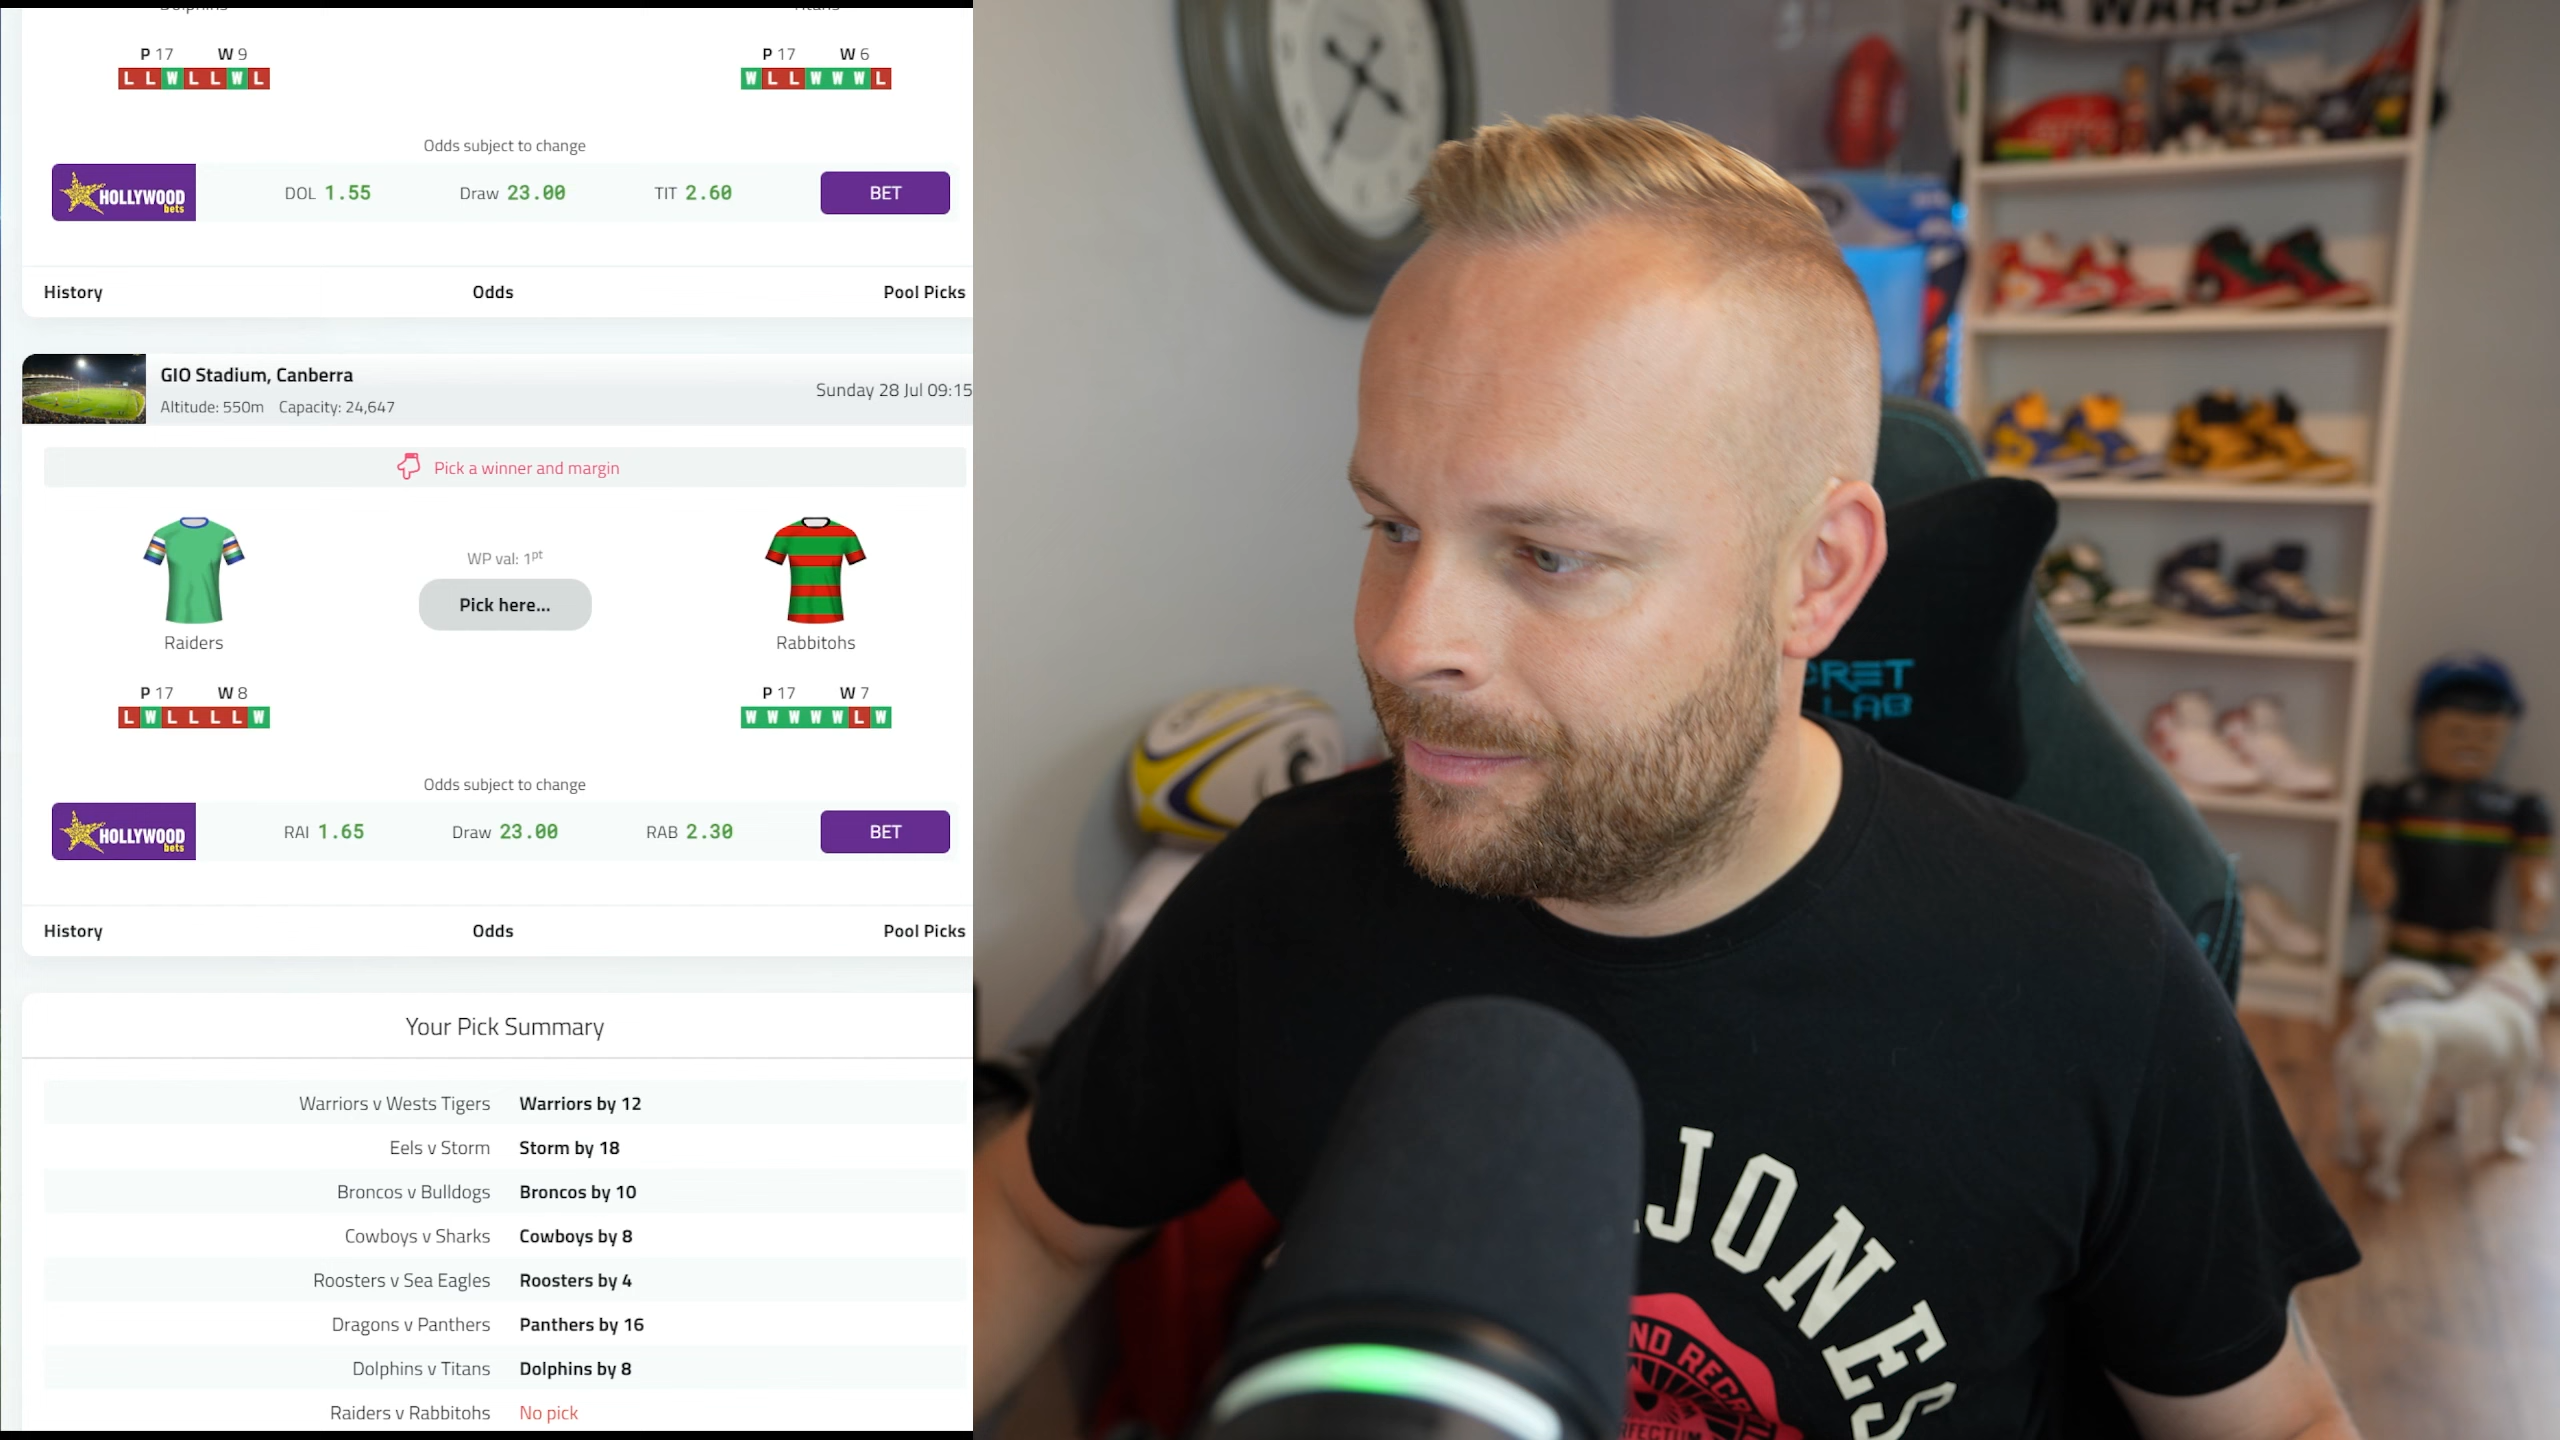 P 17 W 9
P 17 W 6
L L W L L W L
W L L W W W L
Odds subject to change
HOLLYWOOD bets
DOL 1.55 Draw 23.00 TIT 2.60 BET
History Odds Pool Picks
GIO Stadium, Canberra
Altitude: 550m Capacity: 24,647
Sunday 28 Jul 09:15
Pick a winner and margin
WP val: 1pt
Pick here...
Raiders
Rabbitohs
P 17 W 8
P 17 W 7
L W L L L L W
W W W W W L W
Odds subject to change
HOLLYWOOD bets
RAI 1.65 Draw 23.00 RAB 2.30 BET
History Odds Pool Picks
Your Pick Summary
Warriors v Wests Tigers Warriors by 12
Eels v Storm Storm by 18
Broncos v Bulldogs Broncos by 10
Cowboys v Sharks Cowboys by 8
Roosters v Sea Eagles Roosters by 4
Dragons v Panthers Panthers by 16
Dolphins v Titans Dolphins by 8
Raiders v Rabbitohs No pick
CRET
LAB
JONES
ND REC
RFECTUM